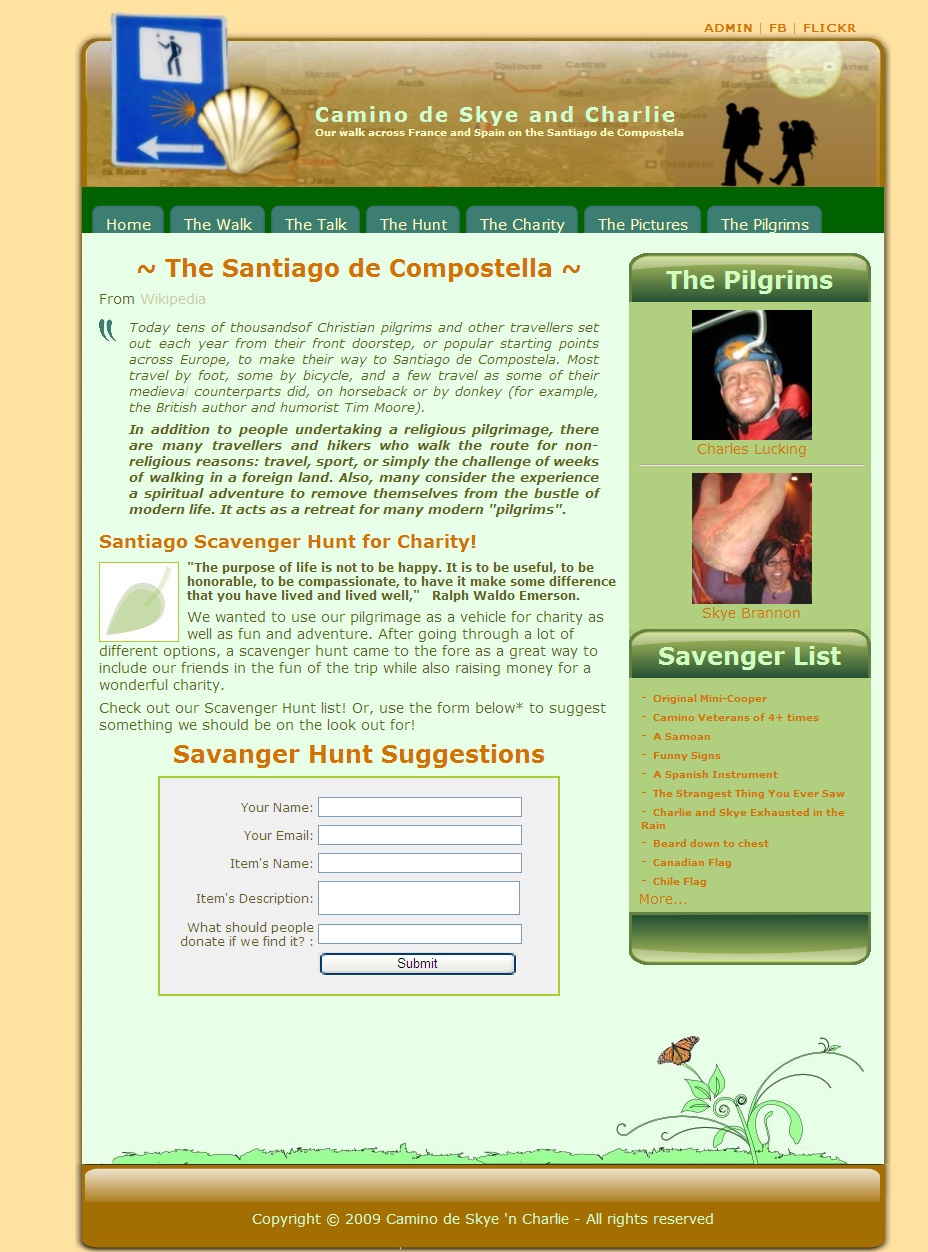 ADMIN | FB | FLICKR
Lodève
St-Guilhem
Toulouse
Castres
Arles
Mardac
Auch
La Salvetat
Montpellier
St Gilles
Revel
Camino de Skye and Charlie
Our walk across France and Spain on the Santiago de Compostela
Somport
Jaca
Perpignan
Home The Walk The Talk The Hunt The Charity The Pictures The Pilgrims
~ The Santiago de Compostella ~
From Wikipedia
Today tens of thousandsof Christian pilgrims and other travellers set
out each year from their front doorstep, or popular starting points
across Europe, to make their way to Santiago de Compostela. Most
travel by foot, some by bicycle, and a few travel as some of their
medieval counterparts did, on horseback or by donkey (for example,
the British author and humorist Tim Moore).
In addition to people undertaking a religious pilgrimage, there
are many travellers and hikers who walk the route for non-
religious reasons: travel, sport, or simply the challenge of weeks
of walking in a foreign land. Also, many consider the experience
a spiritual adventure to remove themselves from the bustle of
modern life. It acts as a retreat for many modern "pilgrims".
Santiago Scavenger Hunt for Charity!
"The purpose of life is not to be happy. It is to be useful, to be
honorable, to be compassionate, to have it make some difference
that you have lived and lived well," Ralph Waldo Emerson.
We wanted to use our pilgrimage as a vehicle for charity as
well as fun and adventure. After going through a lot of
different options, a scavenger hunt came to the fore as a great way to
include our friends in the fun of the trip while also raising money for a
wonderful charity.
Check out our Scavenger Hunt list! Or, use the form below* to suggest
something we should be on the look out for!
Savanger Hunt Suggestions
Your Name:
Your Email:
Item's Name:
Item's Description:
What should people
donate if we find it? :
Submit
The Pilgrims
Charles Lucking
Skye Brannon
Savenger List
- Original Mini-Cooper
- Camino Veterans of 4+ times
- A Samoan
- Funny Signs
- A Spanish Instrument
- The Strangest Thing You Ever Saw
- Charlie and Skye Exhausted in the
Rain
- Beard down to chest
- Canadian Flag
- Chile Flag
More...
Copyright © 2009 Camino de Skye 'n Charlie - All rights reserved